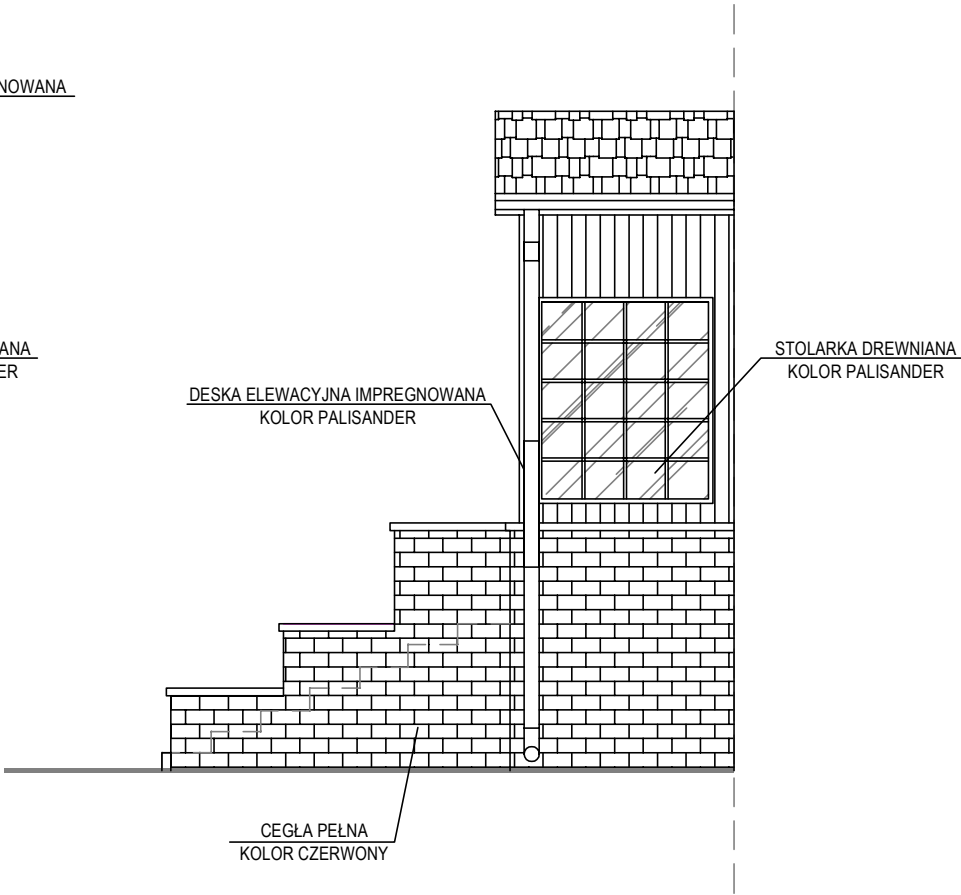 NOWANA
ANA
ER
DESKA ELEWACYJNA IMPREGNOWANA
KOLOR PALISANDER
STOLARKA DREWNIANA
KOLOR PALISANDER
CEGŁA PEŁNA
KOLOR CZERWONY